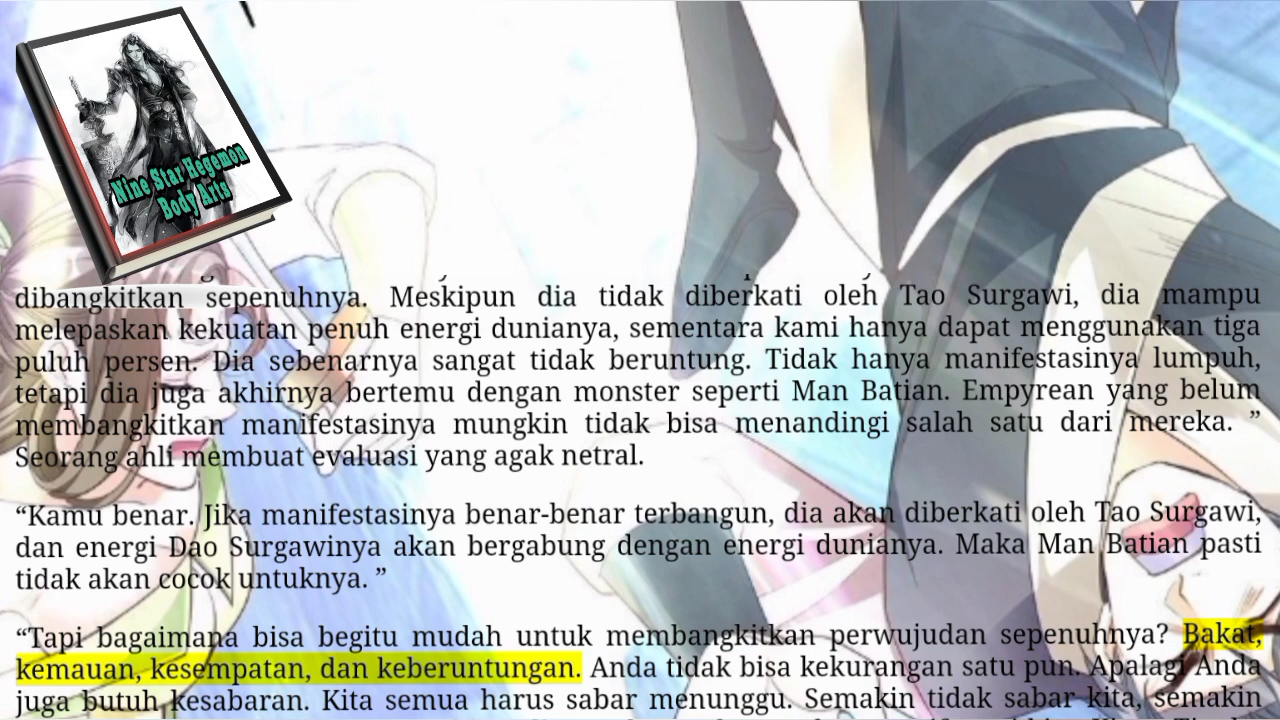 Nine Star Hegemon
Body Arts
dibangkitkan sepenuhnya. Meskipun dia tidak diberkati oleh Tao Surgawi, dia mampu
melepaskan kekuatan penuh energi dunianya, sementara kami hanya dapat menggunakan tiga
puluh persen. Dia sebenarnya sangat tidak beruntung. Tidak hanya manifestasinya lumpuh,
tetapi dia juga akhirnya bertemu dengan monster seperti Man Batian. Empyrean yang belum
membangkitkan manifestasinya mungkin tidak bisa menandingi salah satu dari mereka. ”
Seorang ahli membuat evaluasi yang agak netral.
“Kamu benar. Jika manifestasinya benar-benar terbangun, dia akan diberkati oleh Tao Surgawi,
dan energi Dao Surgawinya akan bergabung dengan energi dunianya. Maka Man Batian pasti
tidak akan cocok untuknya. ”
“Tapi bagaimana bisa begitu mudah untuk membangkitkan perwujudan sepenuhnya? Bakat,
kemauan, kesempatan, dan keberuntungan. Anda tidak bisa kekurangan satu pun. Apalagi Anda
juga butuh kesabaran. Kita semua harus sabar menunggu. Semakin tidak sabar kita, semakin